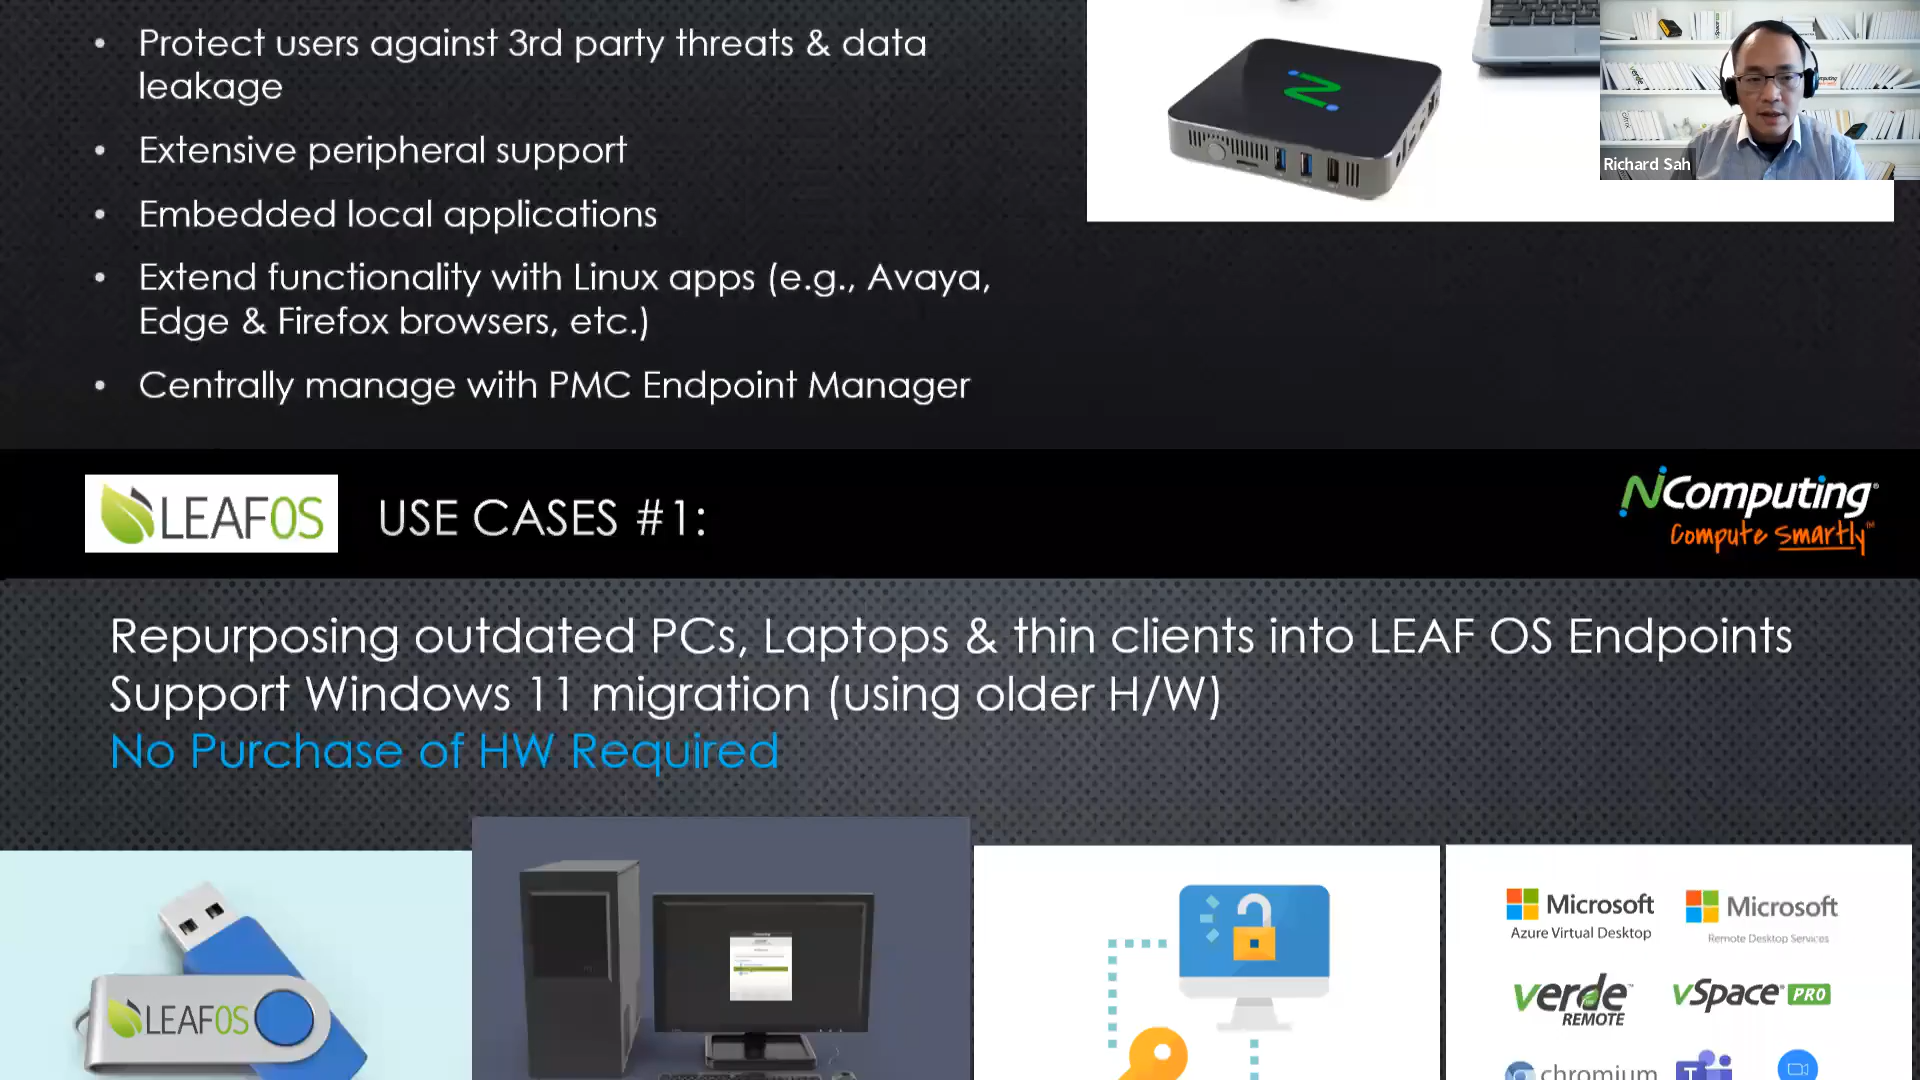 • Protect users against 3rd party threats & data
leakage
• Extensive peripheral support
• Embedded local applications
• Extend functionality with Linux apps (e.g., Avaya,
Edge & Firefox browsers, etc.)
• Centrally manage with PMC Endpoint Manager
Richard Sah
LEAFOS
USE CASES #1:
NComputing®
Compute Smartly™
Repurposing outdated PCs, Laptops & thin clients into LEAF OS Endpoints
Support Windows 11 migration (using older H/W)
No Purchase of HW Required
LEAFOS
Microsoft
Azure Virtual Desktop
Microsoft
Remote Desktop Services
verde™
REMOTE
vSpace® PRO
chromium